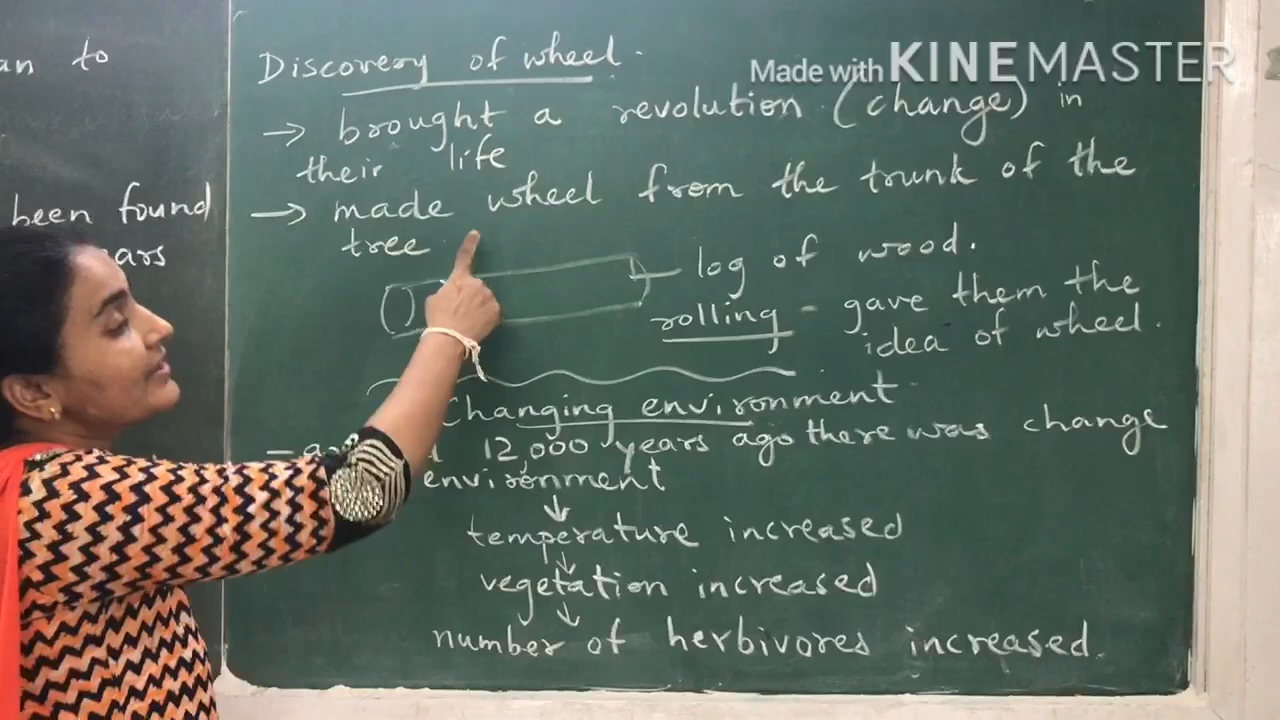 an to
been found
ears
Discovery of wheel.
Made with KINEMASTER
→ brought a revolution (change) in
their life
→ made wheel from the trunk of the
tree
log of wood.
rolling - gave them the
idea of wheel.
Changing environment
- 12,000 years ago there was change
environment
↓
temperature increased
↓
vegetation increased
↓
number of herbivores increased.